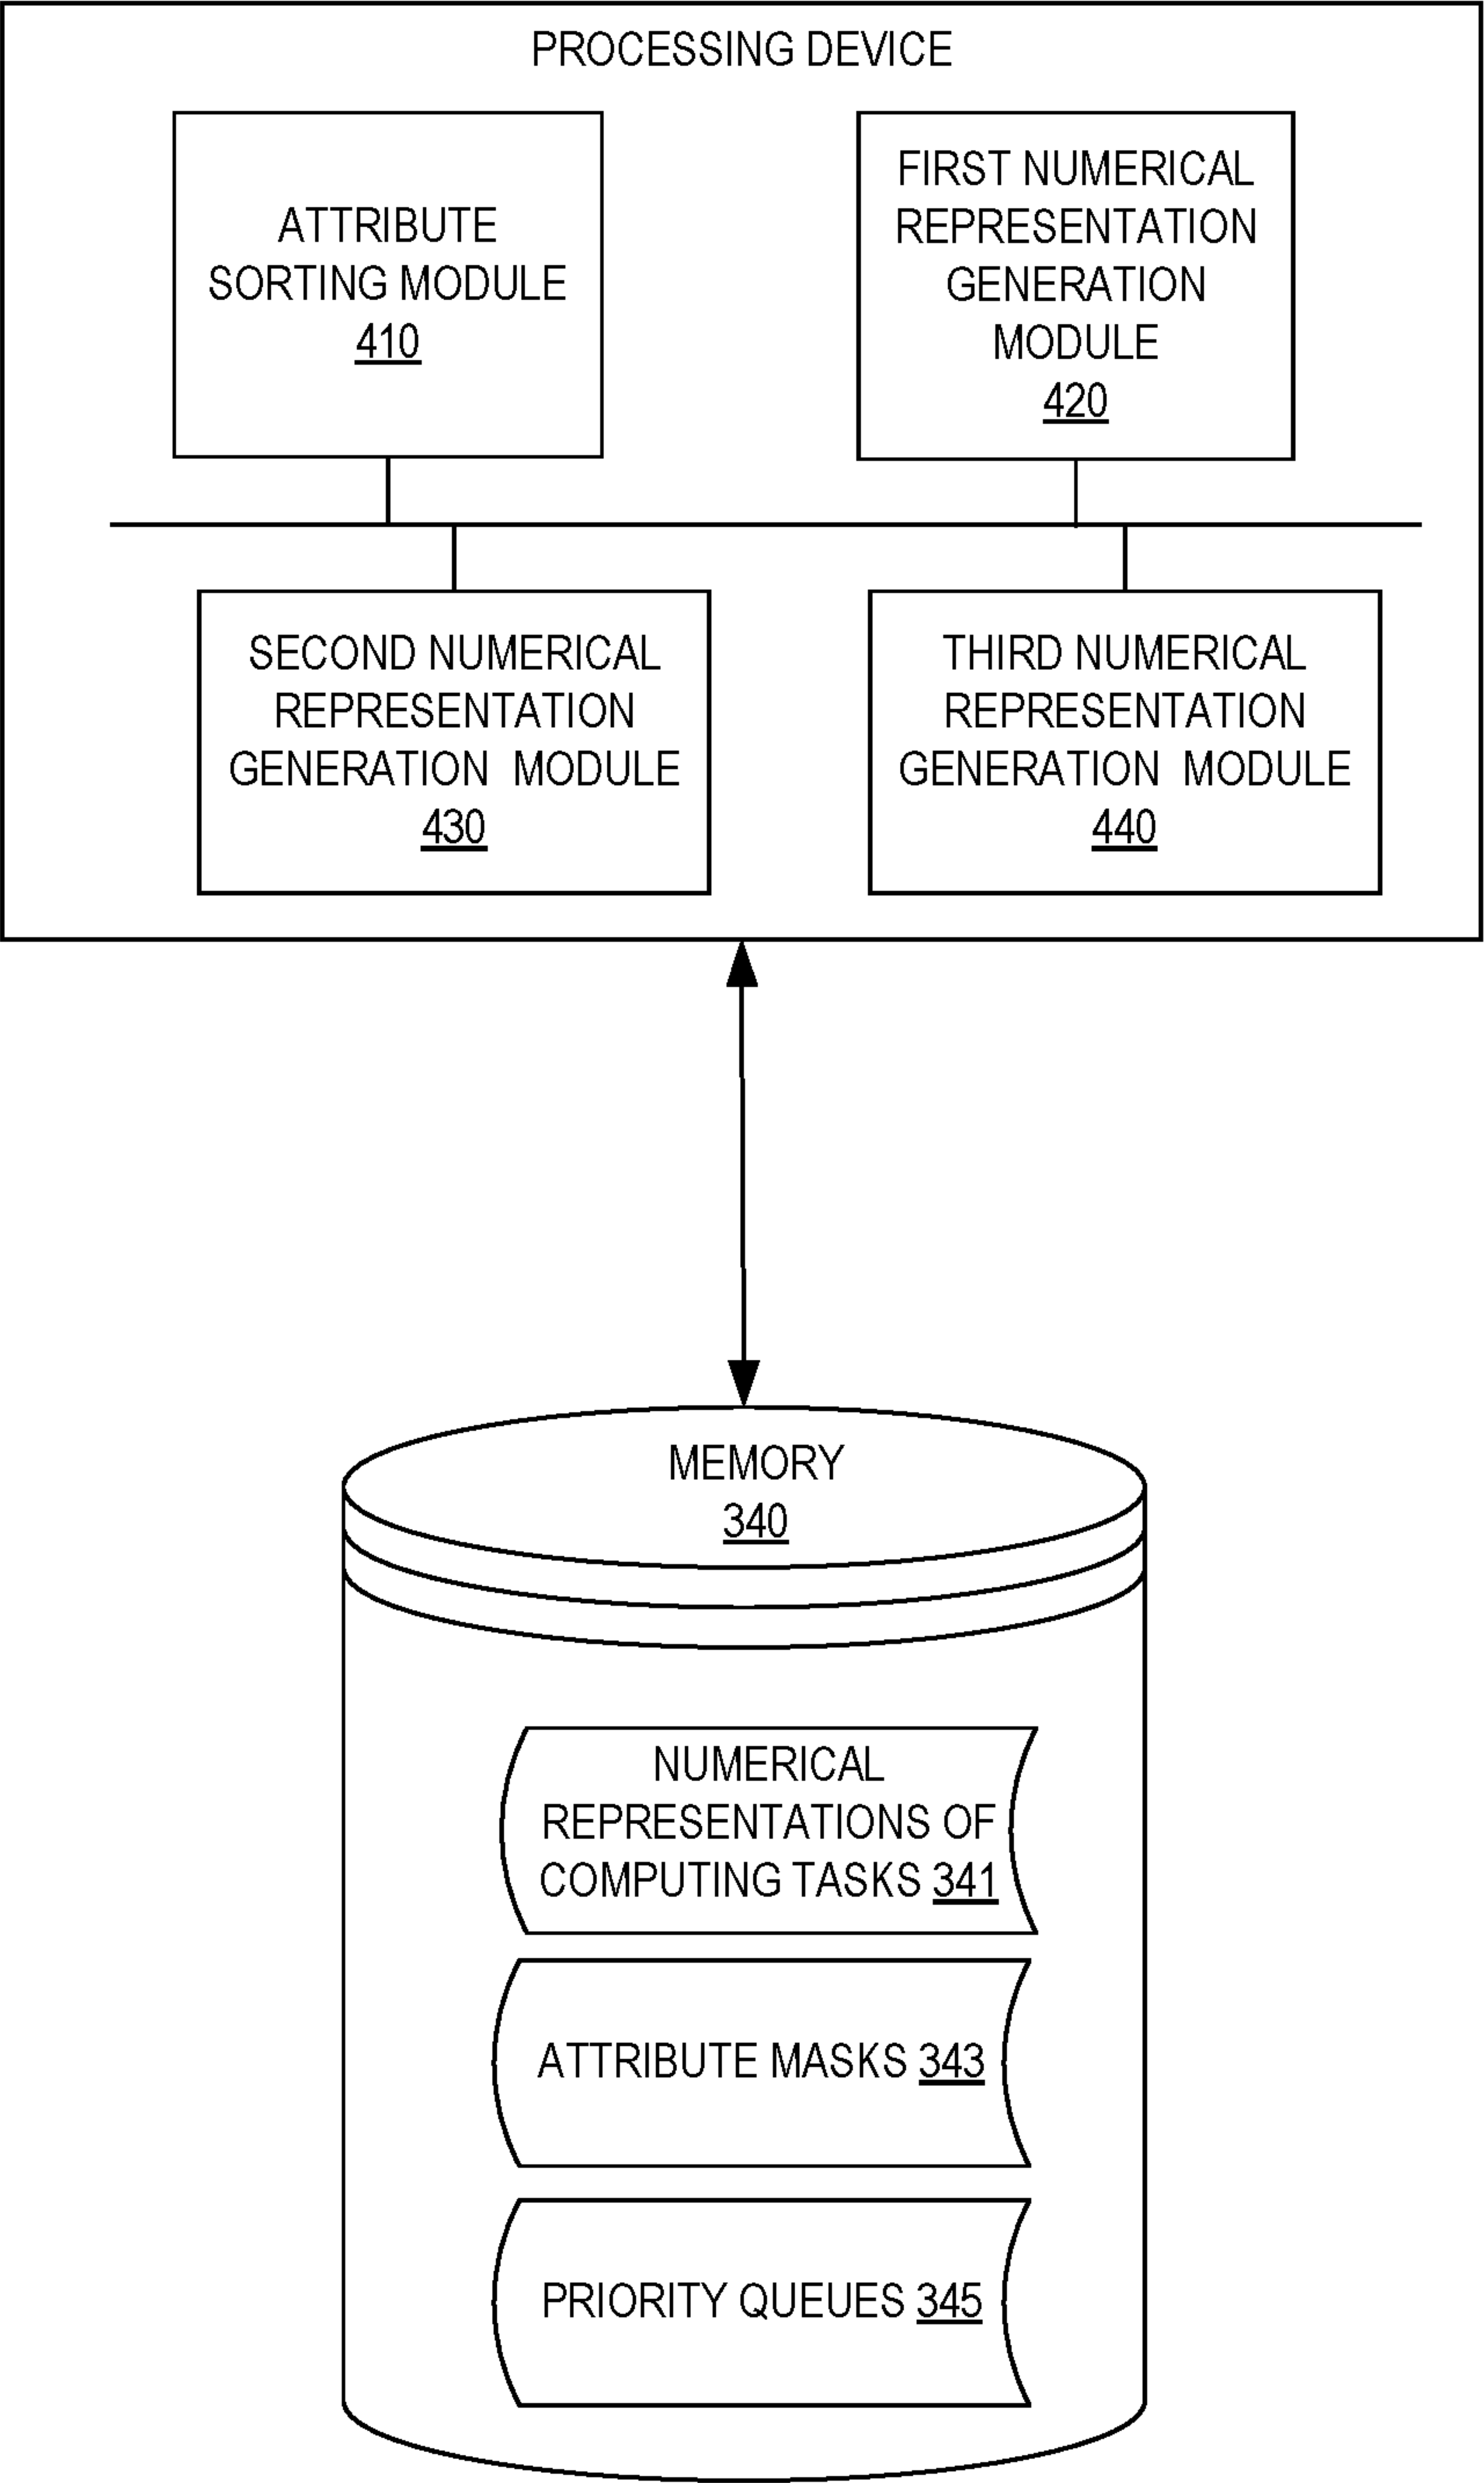 PROCESSING DEVICE
ATTRIBUTE
SORTING MODULE
410
FIRST NUMERICAL
REPRESENTATION
GENERATION
MODULE
420
SECOND NUMERICAL
REPRESENTATION
GENERATION MODULE
430
THIRD NUMERICAL
REPRESENTATION
GENERATION MODULE
440
MEMORY
340
NUMERICAL
REPRESENTATIONS OF
COMPUTING TASKS 341
ATTRIBUTE MASKS 343
PRIORITY QUEUES 345